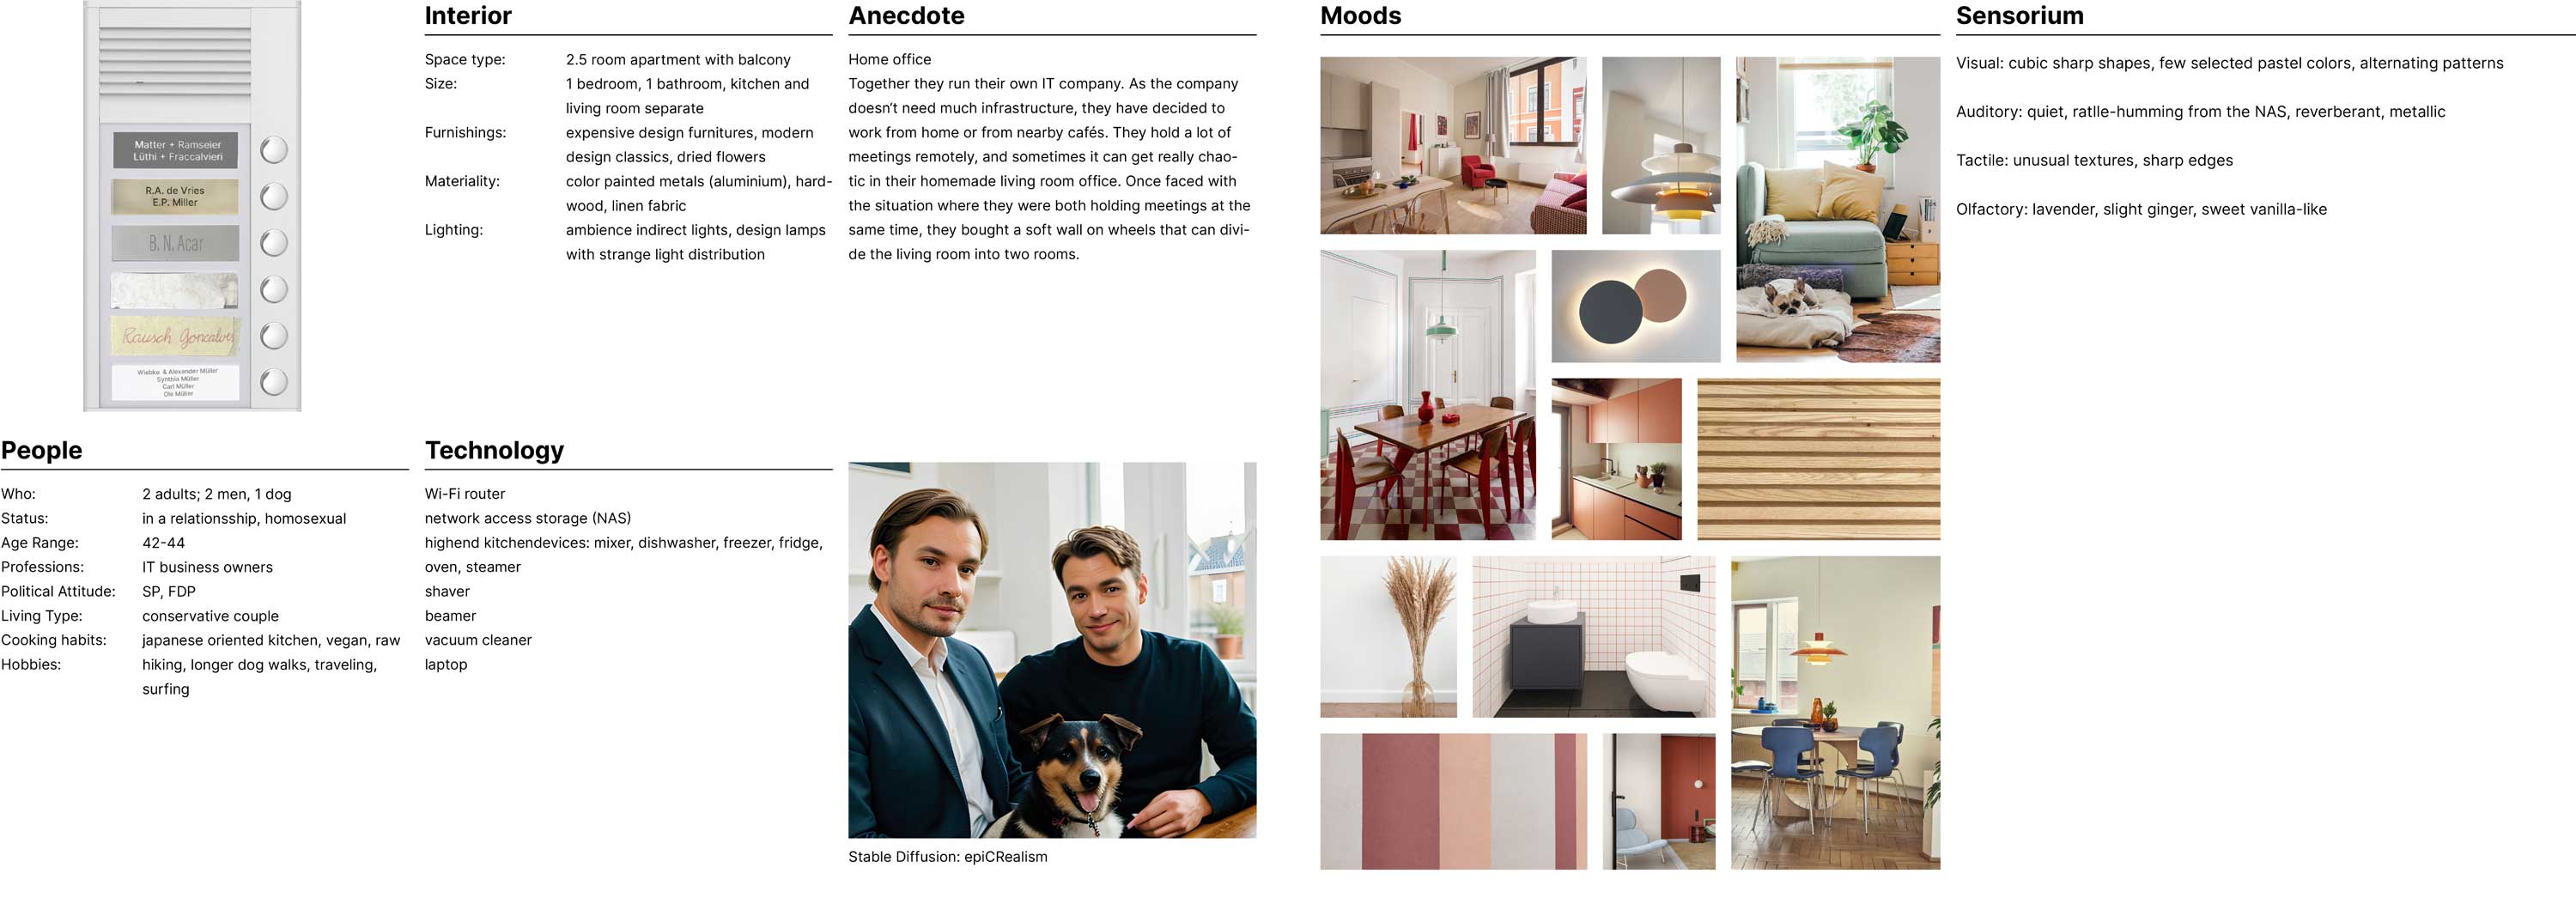 Matter + Ramseier
Lüthi + Fraccalvieri
R.A. de Vries
E.P. Miller
B. N. Acar
Rausch Goncalves
Wiebke & Alexander Müller
Synthia Müller
Carl Müller
Ole Müller
Interior
Space type: 2.5 room apartment with balcony
Size: 1 bedroom, 1 bathroom, kitchen and
living room separate
Furnishings: expensive design furnitures, modern
design classics, dried flowers
Materiality: color painted metals (aluminium), hard-
wood, linen fabric
Lighting: ambience indirect lights, design lamps
with strange light distribution
Anecdote
Home office
Together they run their own IT company. As the company
doesn’t need much infrastructure, they have decided to
work from home or from nearby cafés. They hold a lot of
meetings remotely, and sometimes it can get really chao-
tic in their homemade living room office. Once faced with
the situation where they were both holding meetings at the
same time, they bought a soft wall on wheels that can divi-
de the living room into two rooms.
People
Who: 2 adults; 2 men, 1 dog
Status: in a relationsship, homosexual
Age Range: 42-44
Professions: IT business owners
Political Attitude: SP, FDP
Living Type: conservative couple
Cooking habits: japanese oriented kitchen, vegan, raw
Hobbies: hiking, longer dog walks, traveling,
surfing
Technology
Wi-Fi router
network access storage (NAS)
highend kitchendevices: mixer, dishwasher, freezer, fridge,
oven, steamer
shaver
beamer
vacuum cleaner
laptop
Stable Diffusion: epiCRealism
Moods
Sensorium
Visual: cubic sharp shapes, few selected pastel colors, alternating patterns
Auditory: quiet, ratlle-humming from the NAS, reverberant, metallic
Tactile: unusual textures, sharp edges
Olfactory: lavender, slight ginger, sweet vanilla-like